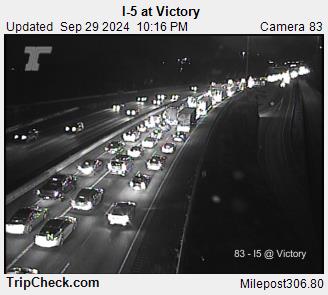 I-5 at Victory
Updated Sep 29 2024 10:16 PM Camera 83
T
83 - I5 @ Victory
TripCheck.com Milepost306.80